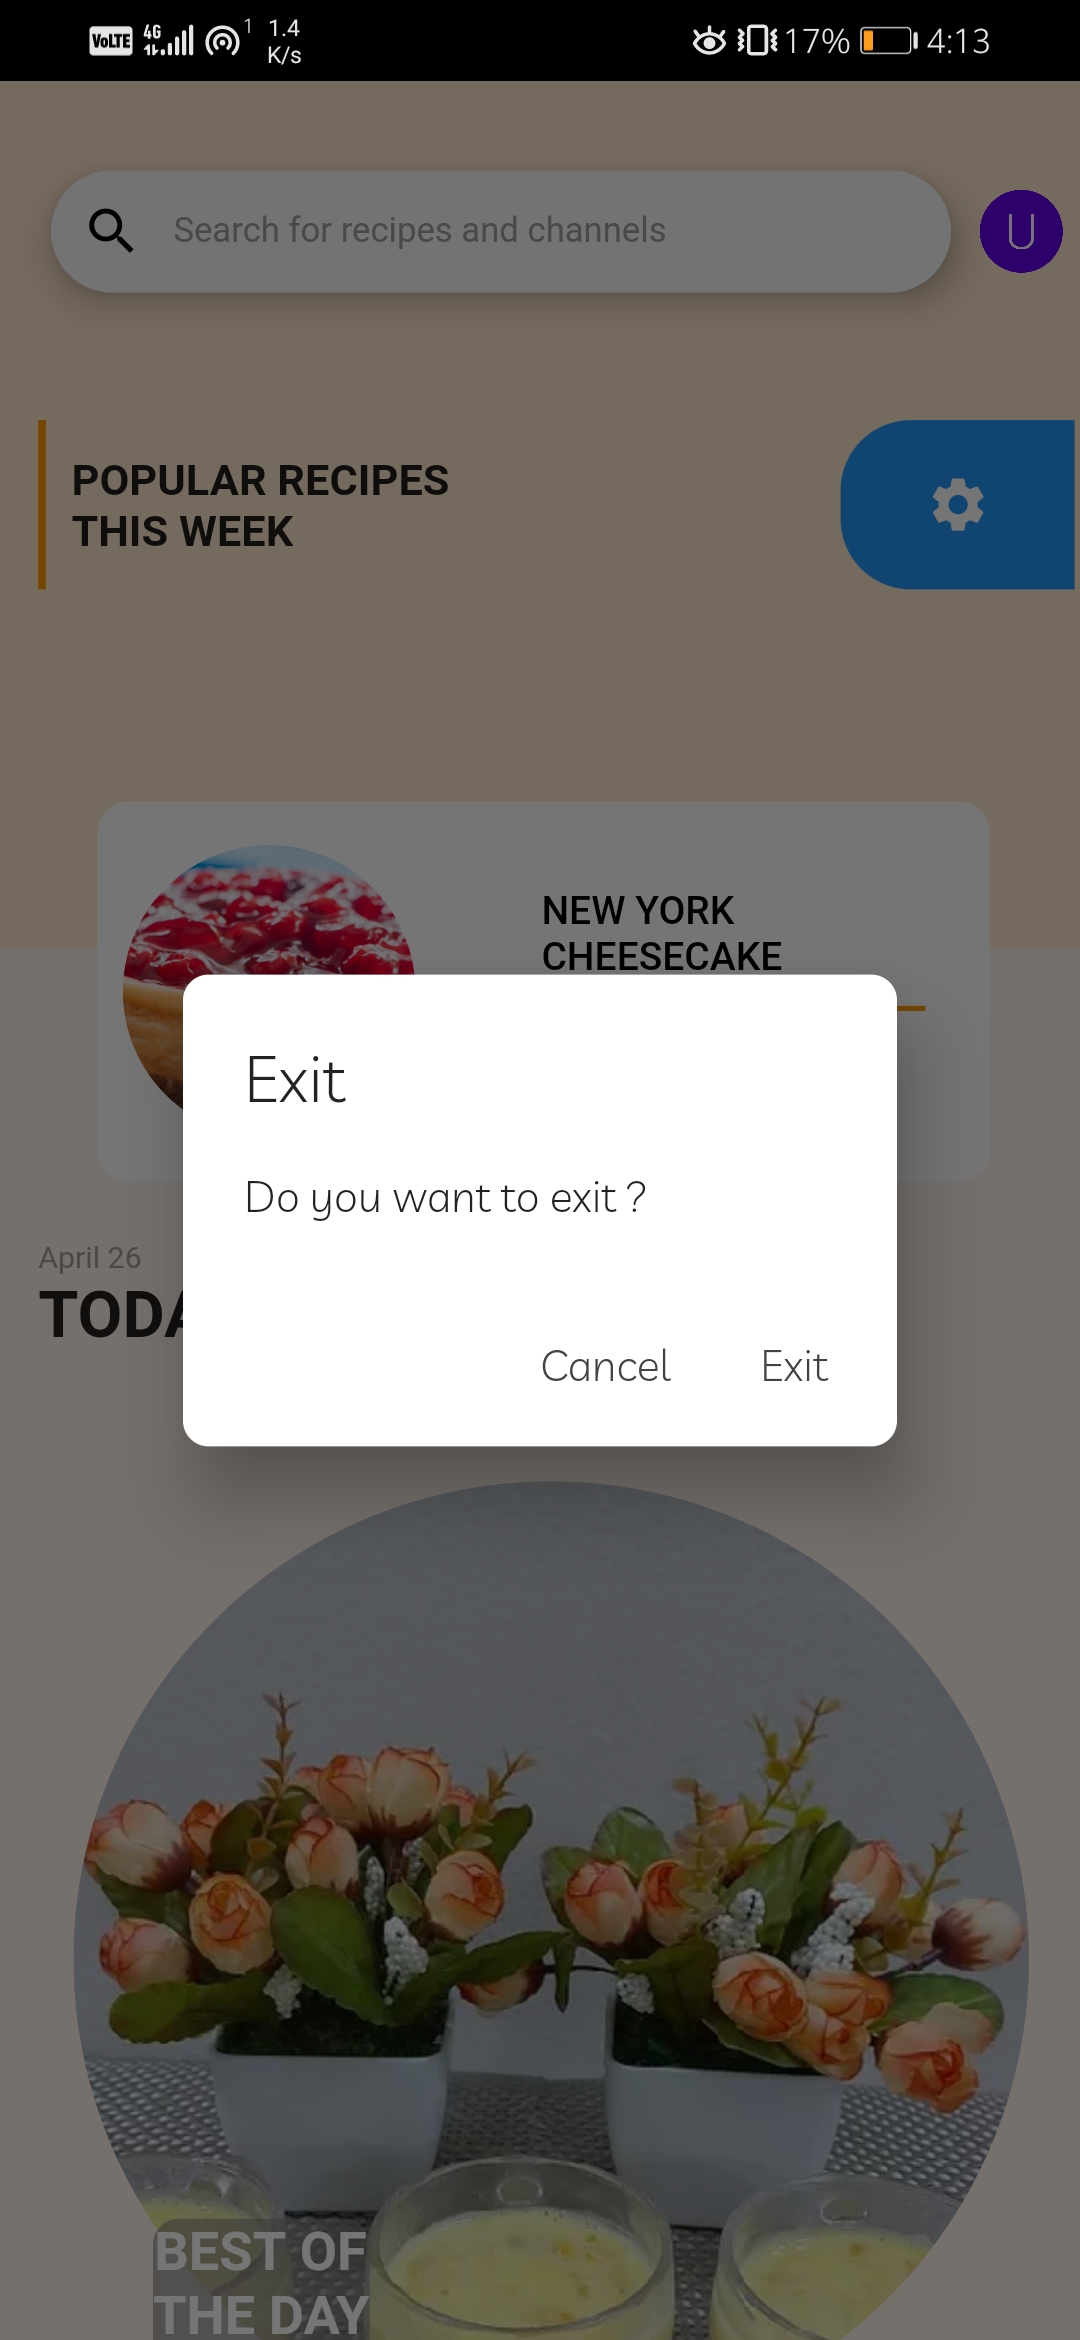 VoLTE 4G 1 1.4 K/s 17% 4:13
Search for recipes and channels U
POPULAR RECIPES
THIS WEEK
NEW YORK
CHEESECAKE
Exit
Do you want to exit ?
April 26
Cancel Exit
BEST OF
THE DAY